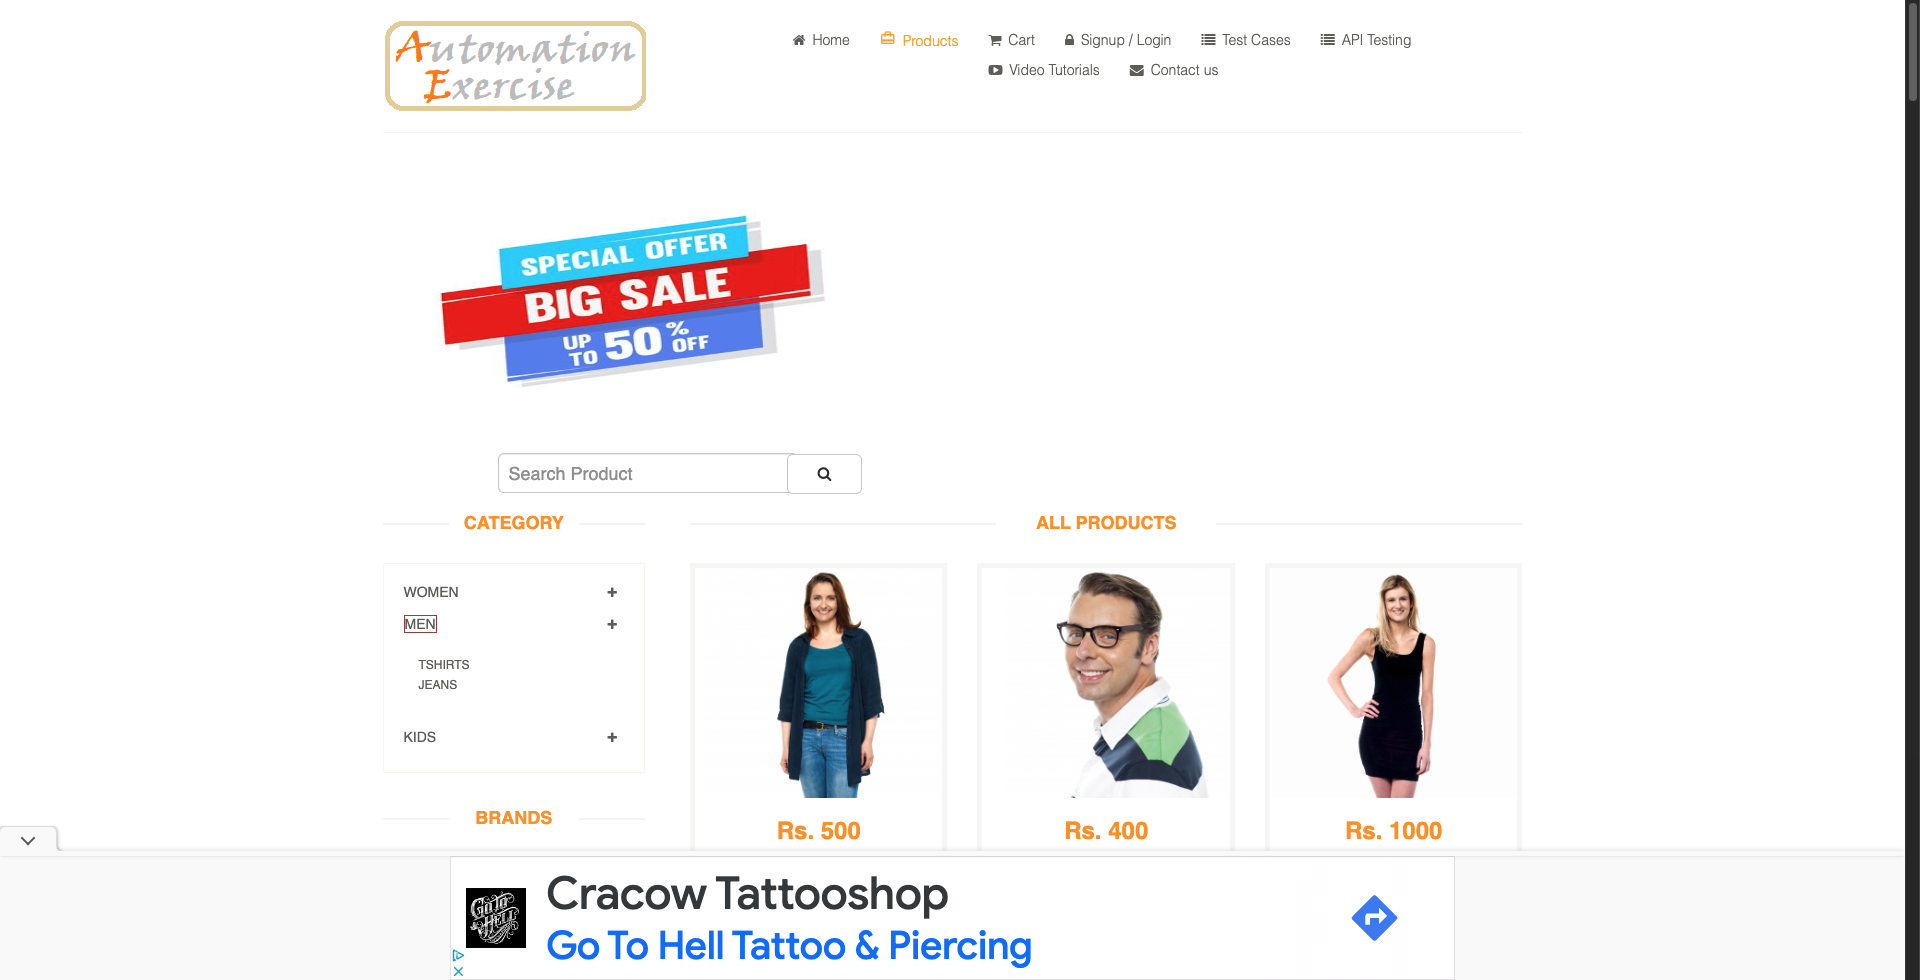 Automation
Exercise
Home
Products
Cart
Signup / Login
Test Cases
API Testing
Video Tutorials
Contact us
SPECIAL OFFER
BIG SALE
UP TO 50% OFF
Search Product
CATEGORY
WOMEN
MEN
TSHIRTS
JEANS
KIDS
BRANDS
ALL PRODUCTS
Rs. 500
Rs. 400
Rs. 1000
GO TO
HELL
Cracow Tattooshop
Go To Hell Tattoo & Piercing